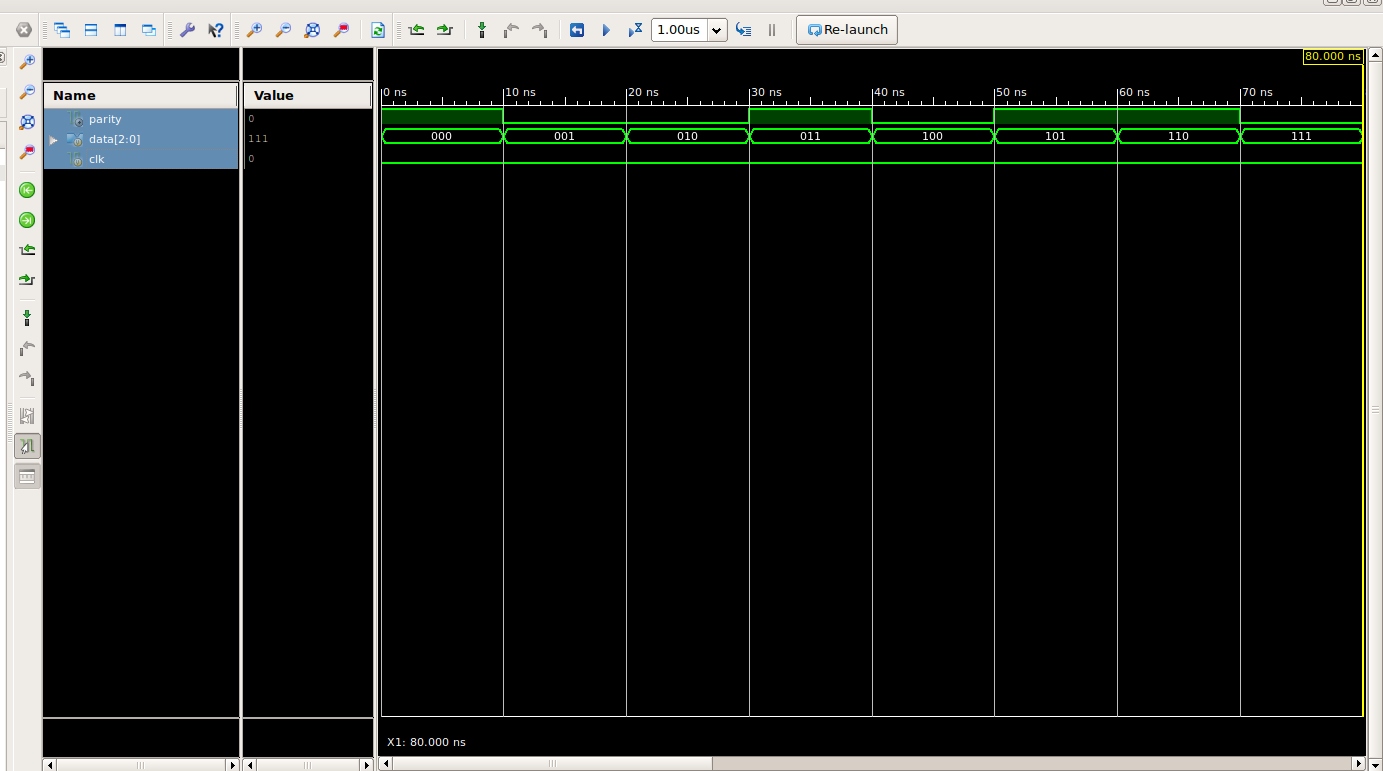 1.00us Re-launch
80.000 ns
Name Value
0 ns 10 ns 20 ns 30 ns 40 ns 50 ns 60 ns 70 ns
parity 0
data[2:0] 111 000 001 010 011 100 101 110 111
clk 0
X1: 80.000 ns